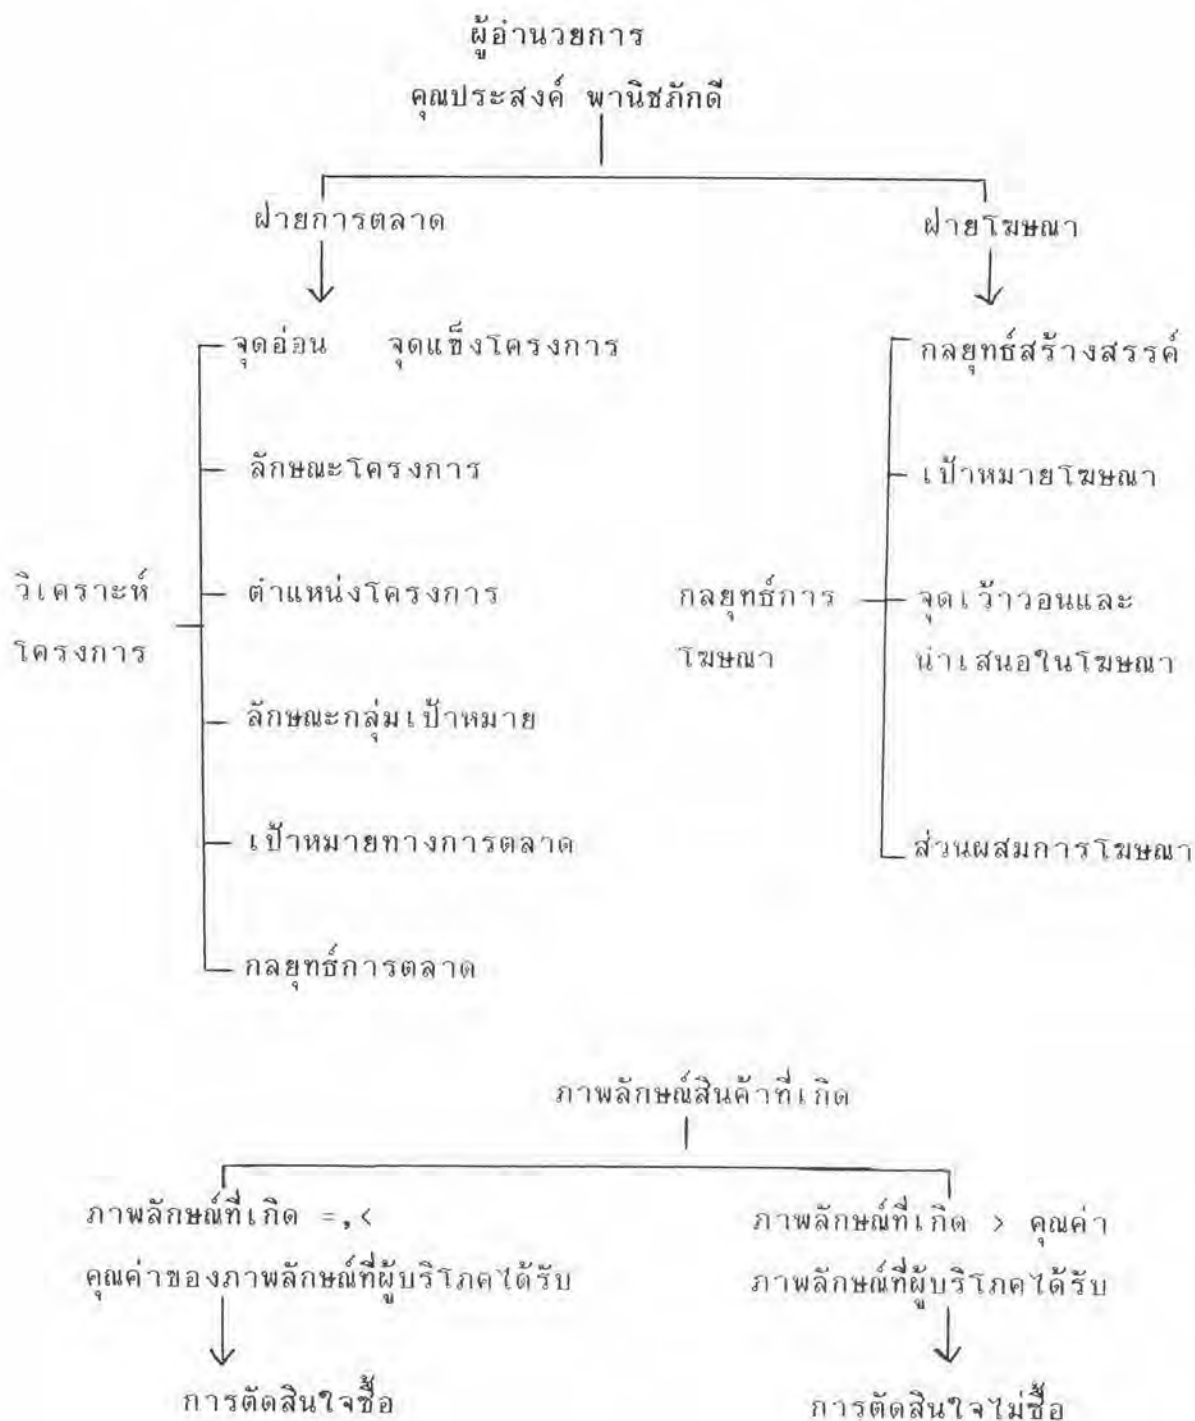 ผู้อำนวยการ
คุณประสงค์ พานิชภักดี
ฝ่ายการตลาด
ฝ่ายโฆษณา
จุดอ่อน จุดแข็งโครงการ
ลักษณะโครงการ
วิเคราะห์
โครงการ
ตำแหน่งโครงการ
ลักษณะกลุ่มเป้าหมาย
เป้าหมายทางการตลาด
กลยุทธ์การตลาด
กลยุทธ์สร้างสรรค์
เป้าหมายโฆษณา
กลยุทธ์การ
โฆษณา
จุดเว้าวอนและ
นำเสนอในโฆษณา
ส่วนผสมการโฆษณา
ภาพลักษณ์สินค้าที่เกิด
ภาพลักษณ์ที่เกิด =,<
คุณค่าของภาพลักษณ์ที่ผู้บริโภคได้รับ
การตัดสินใจซื้อ
ภาพลักษณ์ที่เกิด > คุณค่า
ภาพลักษณ์ที่ผู้บริโภคได้รับ
การตัดสินใจไม่ซื้อ